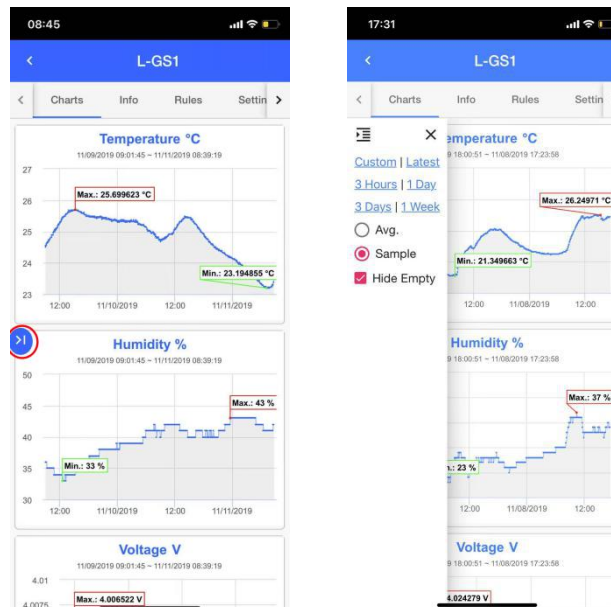 08:45
L-GS1
Charts Info Rules Settin
Temperature °C
11/09/2019 09:01:45 ~ 11/11/2019 08:39:19
27
26
25
24
23
Max.: 25.699623 °C
Min.: 23.194855 °C
12:00 11/10/2019 12:00 11/11/2019
Humidity %
11/09/2019 09:01:45 ~ 11/11/2019 08:39:19
50
45
40
35
30
Max.: 43 %
Min.: 33 %
12:00 11/10/2019 12:00 11/11/2019
Voltage V
11/09/2019 09:01:45 ~ 11/11/2019 08:39:19
4.01
4.0075
Max.: 4.006522 V
17:31
L-GS1
Charts Info Rules Settin
Custom | Latest
3 Hours | 1 Day
3 Days | 1 Week
Avg.
Sample
Hide Empty
emperature °C
9 18:00:51 ~ 11/08/2019 17:23:58
Max.: 26.24971 °C
Min.: 21.349663 °C
12:00 11/08/2019 12:00
Humidity %
9 18:00:51 ~ 11/08/2019 17:23:58
Max.: 37 %
n.: 23 %
12:00 11/08/2019 12:00
Voltage V
9 18:00:51 ~ 11/08/2019 17:23:58
4.024279 V